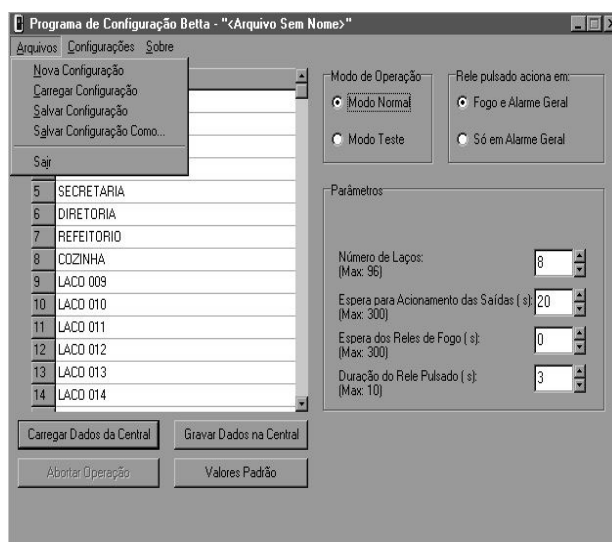 Programa de Configuração Betta - "<Arquivo Sem Nome>"
Arquivos Configurações Sobre
Nova Configuração
Carregar Configuração
Salvar Configuração
Salvar Configuração Como...
Sair
5 SECRETARIA
6 DIRETORIA
7 REFEITORIO
8 COZINHA
9 LACO 009
10 LACO 010
11 LACO 011
12 LACO 012
13 LACO 013
14 LACO 014
Carregar Dados da Central
Gravar Dados na Central
Abortar Operação
Valores Padrão
Modo de Operação
Modo Normal
Modo Teste
Rele pulsado aciona em:
Fogo e Alarme Geral
Só em Alarme Geral
Parâmetros
Número de Laços: 8
(Max: 96)
Espera para Acionamento das Saídas ( s): 20
(Max: 300)
Espera dos Reles de Fogo ( s): 0
(Max: 300)
Duração do Rele Pulsado ( s): 3
(Max: 10)